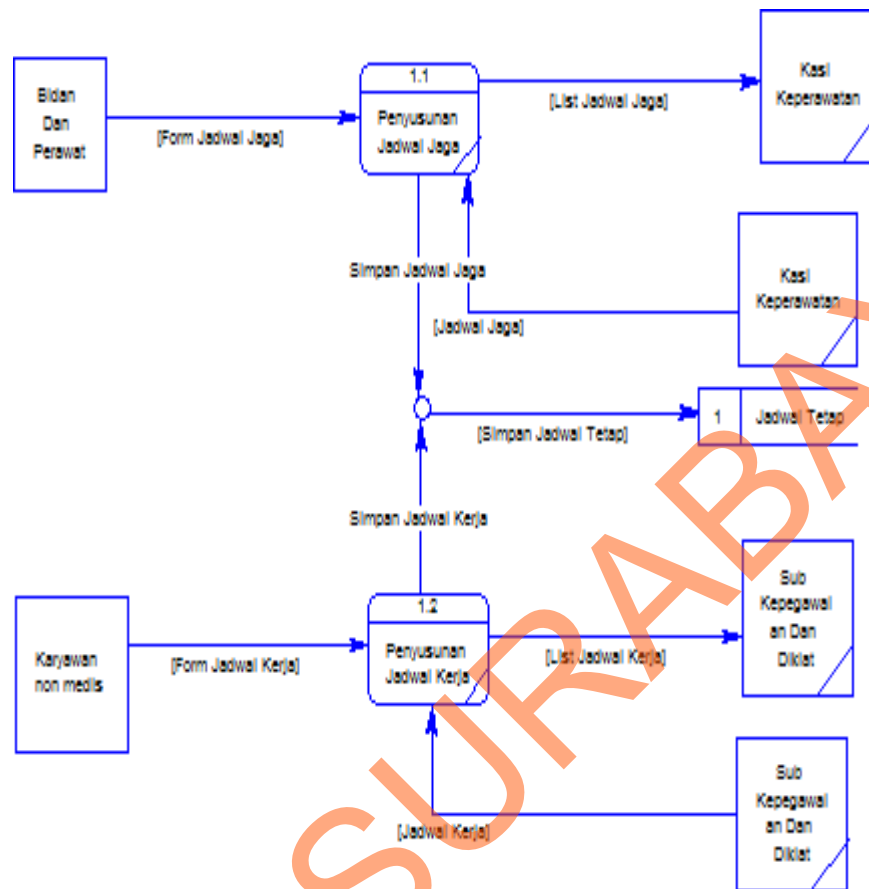 Bidan
Dan
Perawat
[Form Jadwal Jaga]
1.1
Penyusunan
Jadwal Jaga
[List Jadwal Jaga]
Kasi
Keperawatan
Simpan Jadwal Jaga
[Jadwal Jaga]
Kasi
Keperawatan
[Simpan Jadwal Tetap]
1
Jadwal Tetap
Simpan Jadwal Kerja
Karyawan
non medis
[Form Jadwal Kerja]
1.2
Penyusunan
Jadwal Kerja
[List Jadwal Kerja]
Sub
Kepegawai
an Dan
Diklat
[Jadwal Kerja]
Sub
Kepegawai
an Dan
Diklat
SURABAYA